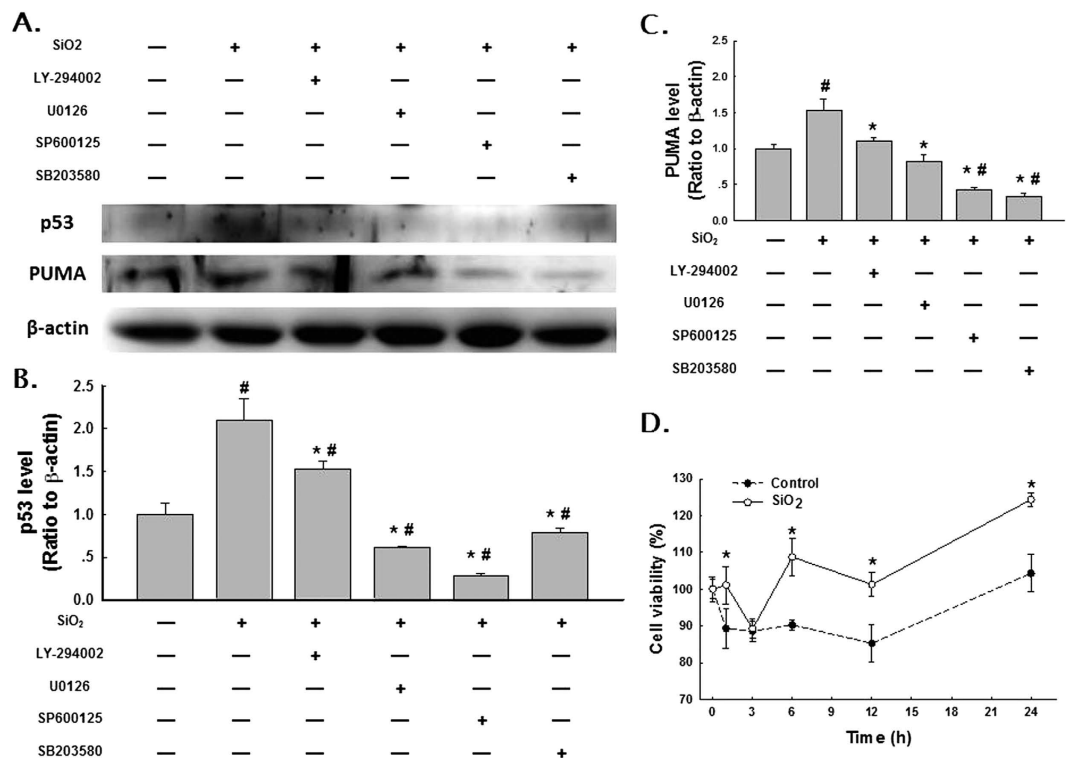 A.
SiO2 — + + + + +
LY-294002 — — + — — —
U0126 — — — + — —
SP600125 — — — — + —
SB203580 — — — — — +
p53
PUMA
β-actin
B.
p53 level
(Ratio to β-actin)
2.5
2.0
1.5
1.0
.5
0.0
#
* #
* #
* #
* #
SiO₂ — + + + + +
LY-294002 — — + — — —
U0126 — — — + — —
SP600125 — — — — + —
SB203580 — — — — — +
C.
PUMA level
(Ratio to β-actin)
2.5
2.0
1.5
1.0
.5
.0
#
*
*
* #
* #
SiO₂ — + + + + +
LY-294002 — — + — — —
U0126 — — — + — —
SP600125 — — — — + —
SB203580 — — — — — +
D.
Cell viability (%)
130
120
110
100
90
80
70
Control
SiO₂
*
*
*
*
0 3 6 9 12 15 18 21 24
Time (h)